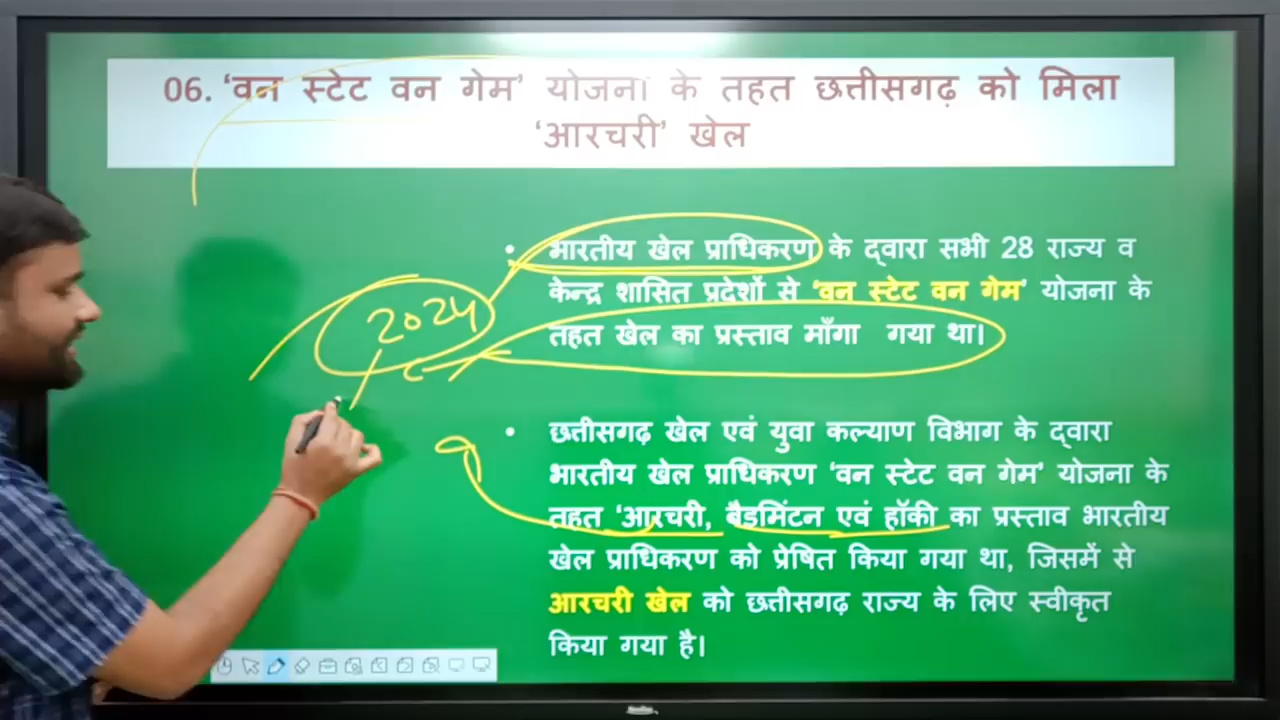 06. ‘वन स्टेट वन गेम’ योजना के तहत छत्तीसगढ़ को मिला
‘आरचरी’ खेल
• भारतीय खेल प्राधिकरण के द्वारा सभी 28 राज्य व
केन्द्र शासित प्रदेशों से ‘वन स्टेट वन गेम’ योजना के
तहत खेल का प्रस्ताव माँगा गया था।
2024
• छत्तीसगढ़ खेल एवं युवा कल्याण विभाग के द्वारा
भारतीय खेल प्राधिकरण ‘वन स्टेट वन गेम’ योजना के
तहत ‘आरचरी, बैडमिंटन एवं हॉकी का प्रस्ताव भारतीय
खेल प्राधिकरण को प्रेषित किया गया था, जिसमें से
आरचरी खेल को छत्तीसगढ़ राज्य के लिए स्वीकृत
किया गया है।